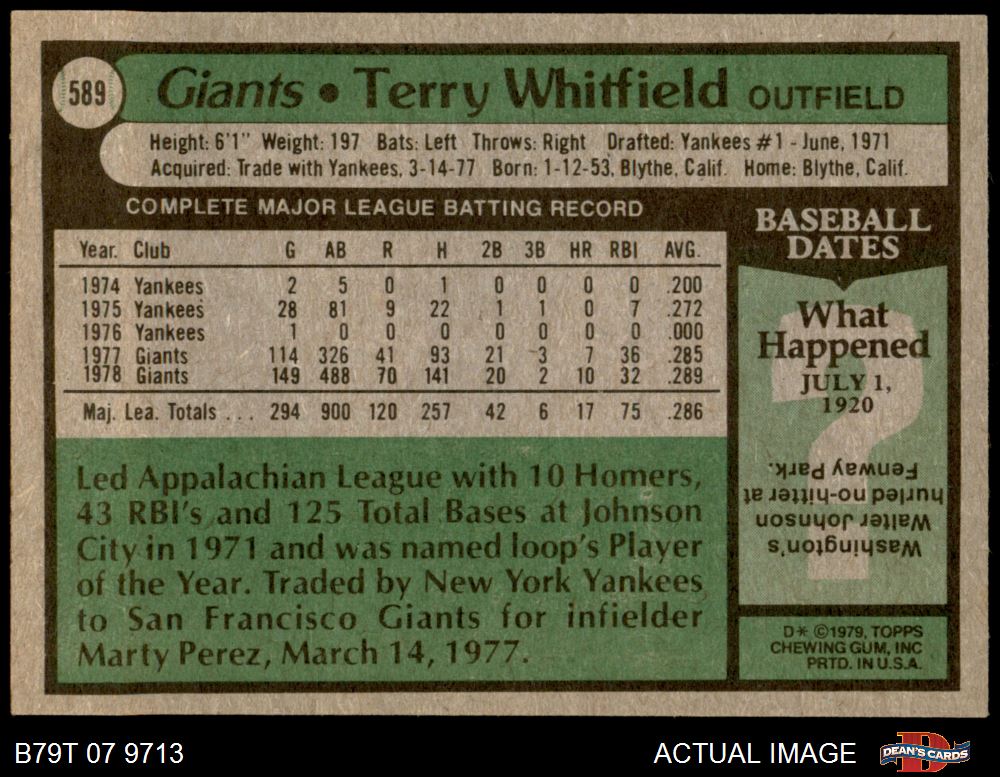 589
Giants • Terry Whitfield OUTFIELD
Height: 6'1" Weight: 197 Bats: Left Throws: Right Drafted: Yankees #1 - June, 1971
Acquired: Trade with Yankees, 3-14-77 Born: 1-12-53, Blythe, Calif. Home: Blythe, Calif.
COMPLETE MAJOR LEAGUE BATTING RECORD
Year. Club G AB R H 2B 3B HR RBI AVG.
1974 Yankees 2 5 0 1 0 0 0 0 .200
1975 Yankees 28 81 9 22 1 1 0 7 .272
1976 Yankees 1 0 0 0 0 0 0 0 .000
1977 Giants 114 326 41 93 21 3 7 36 .285
1978 Giants 149 488 70 141 20 2 10 32 .289
Maj. Lea. Totals . . . 294 900 120 257 42 6 17 75 .286
Led Appalachian League with 10 Homers,
43 RBI's and 125 Total Bases at Johnson
City in 1971 and was named loop's Player
of the Year. Traded by New York Yankees
to San Francisco Giants for infielder
Marty Perez, March 14, 1977.
BASEBALL
DATES
What
Happened
JULY 1,
1920
Washington's
Walter Johnson
hurled no-hitter at
Fenway Park.
D* ©1979, TOPPS
CHEWING GUM, INC
PRTD. IN U.S.A.
B79T 07 9713
ACTUAL IMAGE
DEAN'S CARDS